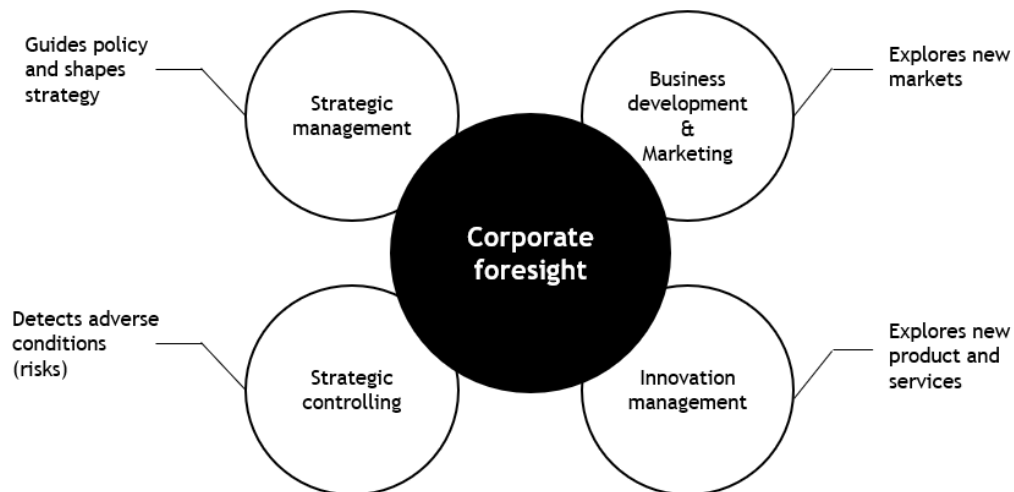 Guides policy
and shapes
strategy
Strategic
management
Business
development
&
Marketing
Explores new
markets
Corporate
foresight
Detects adverse
conditions
(risks)
Strategic
controlling
Innovation
management
Explores new
product and
services